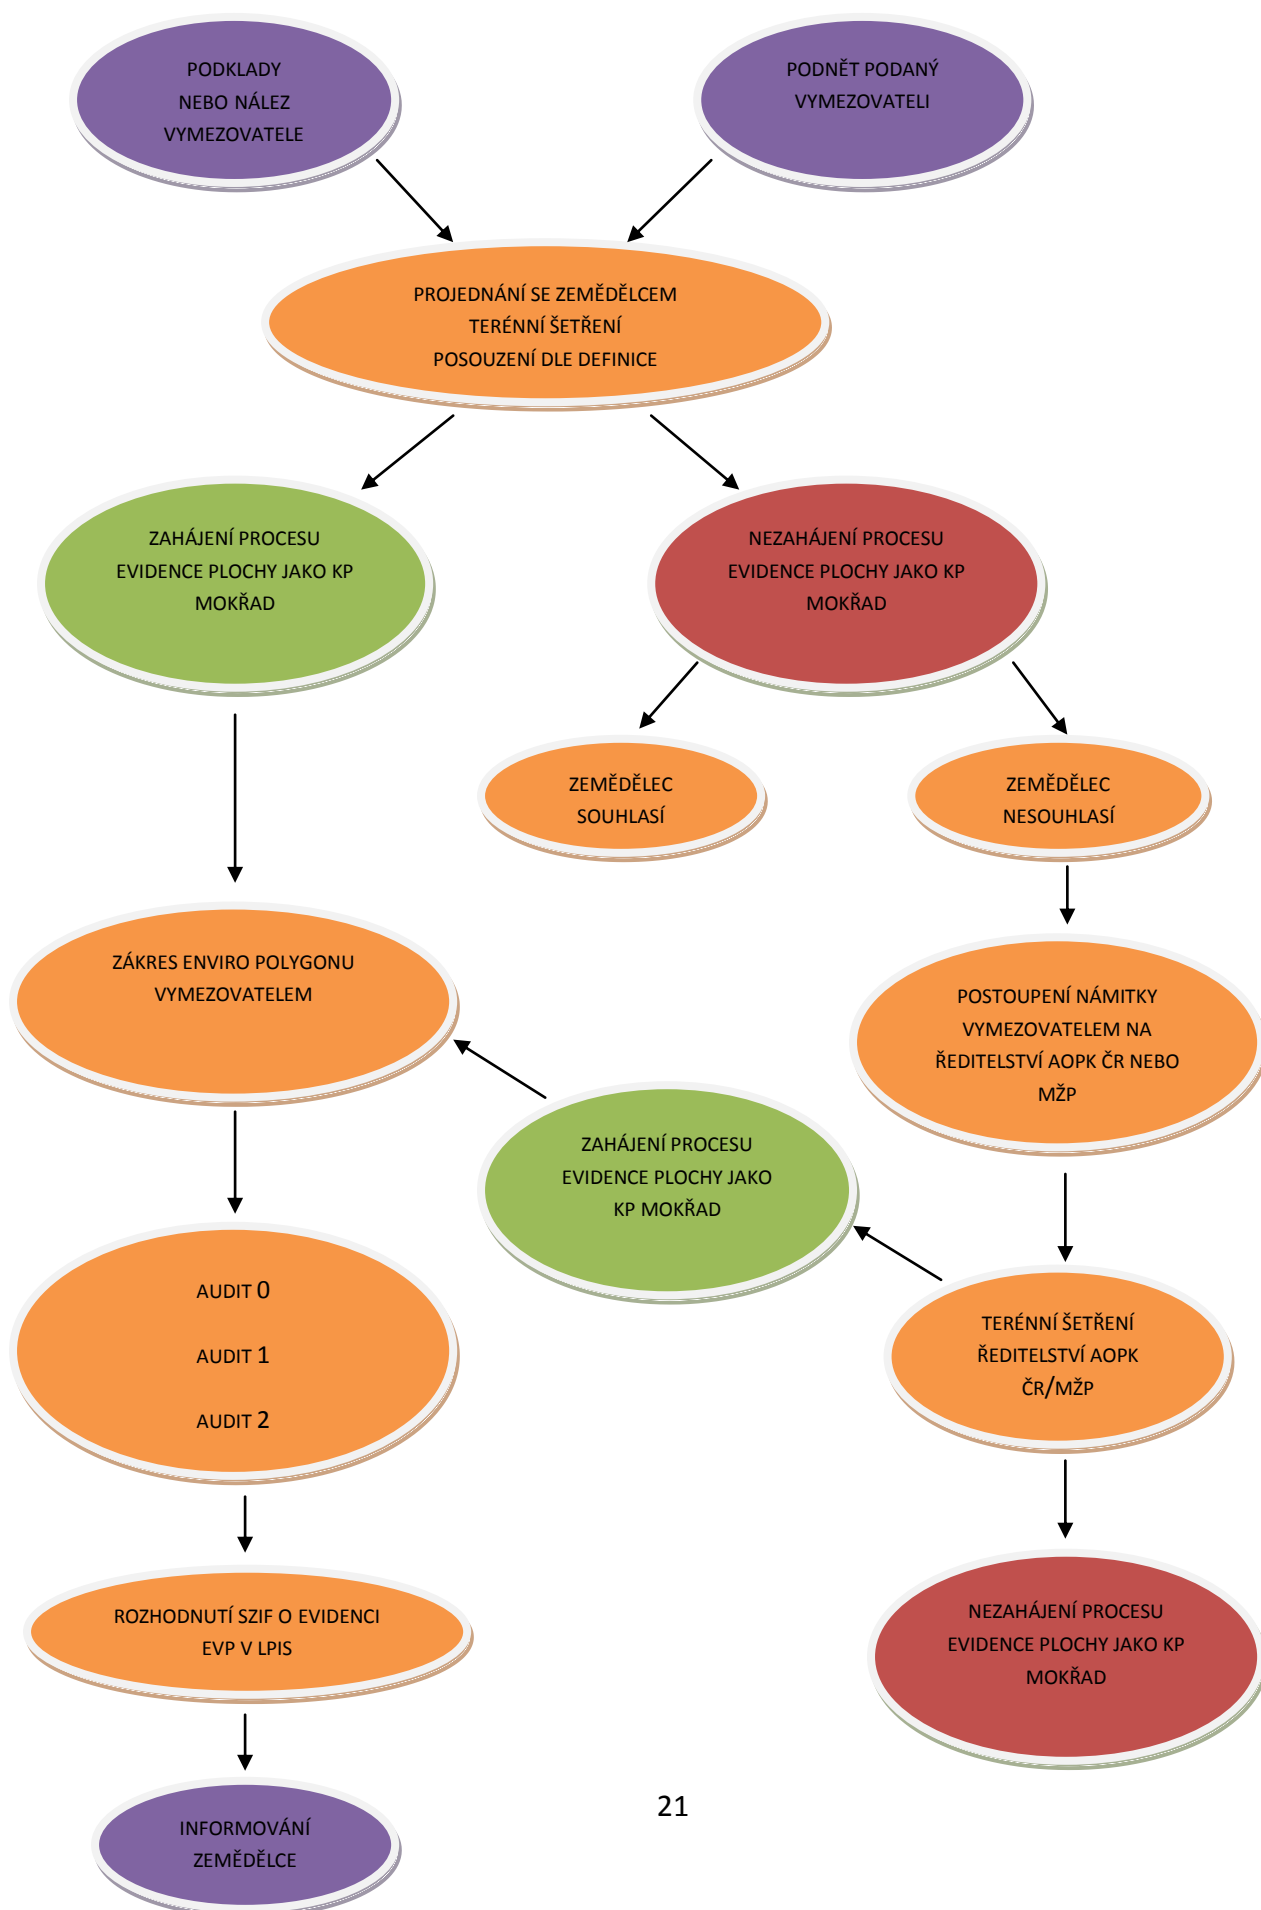 PODKLADY
NEBO NÁLEZ
VYMEZOVATELE
PODNĚT PODANÝ
VYMEZOVATELI
PROJEDNÁNÍ SE ZEMĚDĚLCEM
TERÉNNÍ ŠETŘENÍ
POSOUZENÍ DLE DEFINICE
ZAHÁJENÍ PROCESU
EVIDENCE PLOCHY JAKO KP
MOKŘAD
NEZAHÁJENÍ PROCESU
EVIDENCE PLOCHY JAKO KP
MOKŘAD
ZEMĚDĚLEC
SOUHLASÍ
ZEMĚDĚLEC
NESOUHLASÍ
ZÁKRES ENVIRO POLYGONU
VYMEZOVATELEM
POSTOUPENÍ NÁMITKY
VYMEZOVATELEM NA
ŘEDITELSTVÍ AOPK ČR NEBO
MŽP
ZAHÁJENÍ PROCESU
EVIDENCE PLOCHY JAKO
KP MOKŘAD
AUDIT 0
AUDIT 1
AUDIT 2
TERÉNNÍ ŠETŘENÍ
ŘEDITELSTVÍ AOPK
ČR/MŽP
ROZHODNUTÍ SZIF O EVIDENCI
EVP V LPIS
NEZAHÁJENÍ PROCESU
EVIDENCE PLOCHY JAKO KP
MOKŘAD
INFORMOVÁNÍ
ZEMĚDĚLCE
21